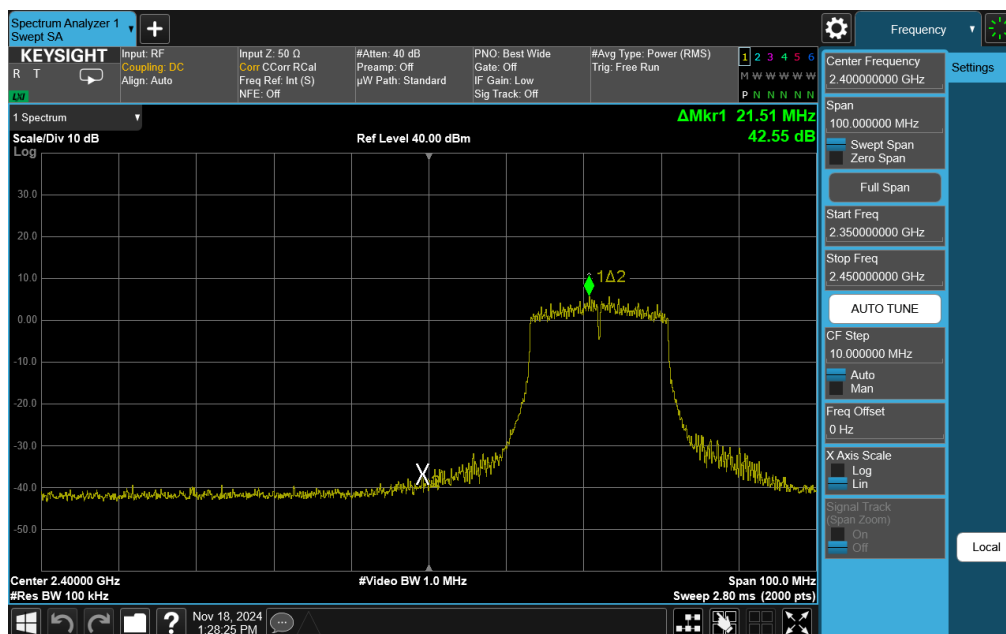 Spectrum Analyzer 1
Swept SA
Frequency
KEYSIGHT
R T
LXI
Input: RF
Coupling: DC
Align: Auto
Input Z: 50 Ω
Corr CCorr RCal
Freq Ref: Int (S)
NFE: Off
#Atten: 40 dB
Preamp: Off
µW Path: Standard
PNO: Best Wide
Gate: Off
IF Gain: Low
Sig Track: Off
#Avg Type: Power (RMS)
Trig: Free Run
1 2 3 4 5 6
M W W W W W
P N N N N N
1 Spectrum
ΔMkr1 21.51 MHz
42.55 dB
Scale/Div 10 dB
Ref Level 40.00 dBm
Log
30.0
20.0
10.0
0.00
-10.0
-20.0
-30.0
-40.0
-50.0
1Δ2
X
Center 2.40000 GHz
#Video BW 1.0 MHz
Span 100.0 MHz
#Res BW 100 kHz
Sweep 2.80 ms (2000 pts)
Center Frequency
2.400000000 GHz
Span
100.000000 MHz
Swept Span
Zero Span
Full Span
Start Freq
2.350000000 GHz
Stop Freq
2.450000000 GHz
AUTO TUNE
CF Step
10.000000 MHz
Auto
Man
Freq Offset
0 Hz
X Axis Scale
Log
Lin
Signal Track
(Span Zoom)
On
Off
Settings
Local
?
Nov 18, 2024
1:28:25 PM